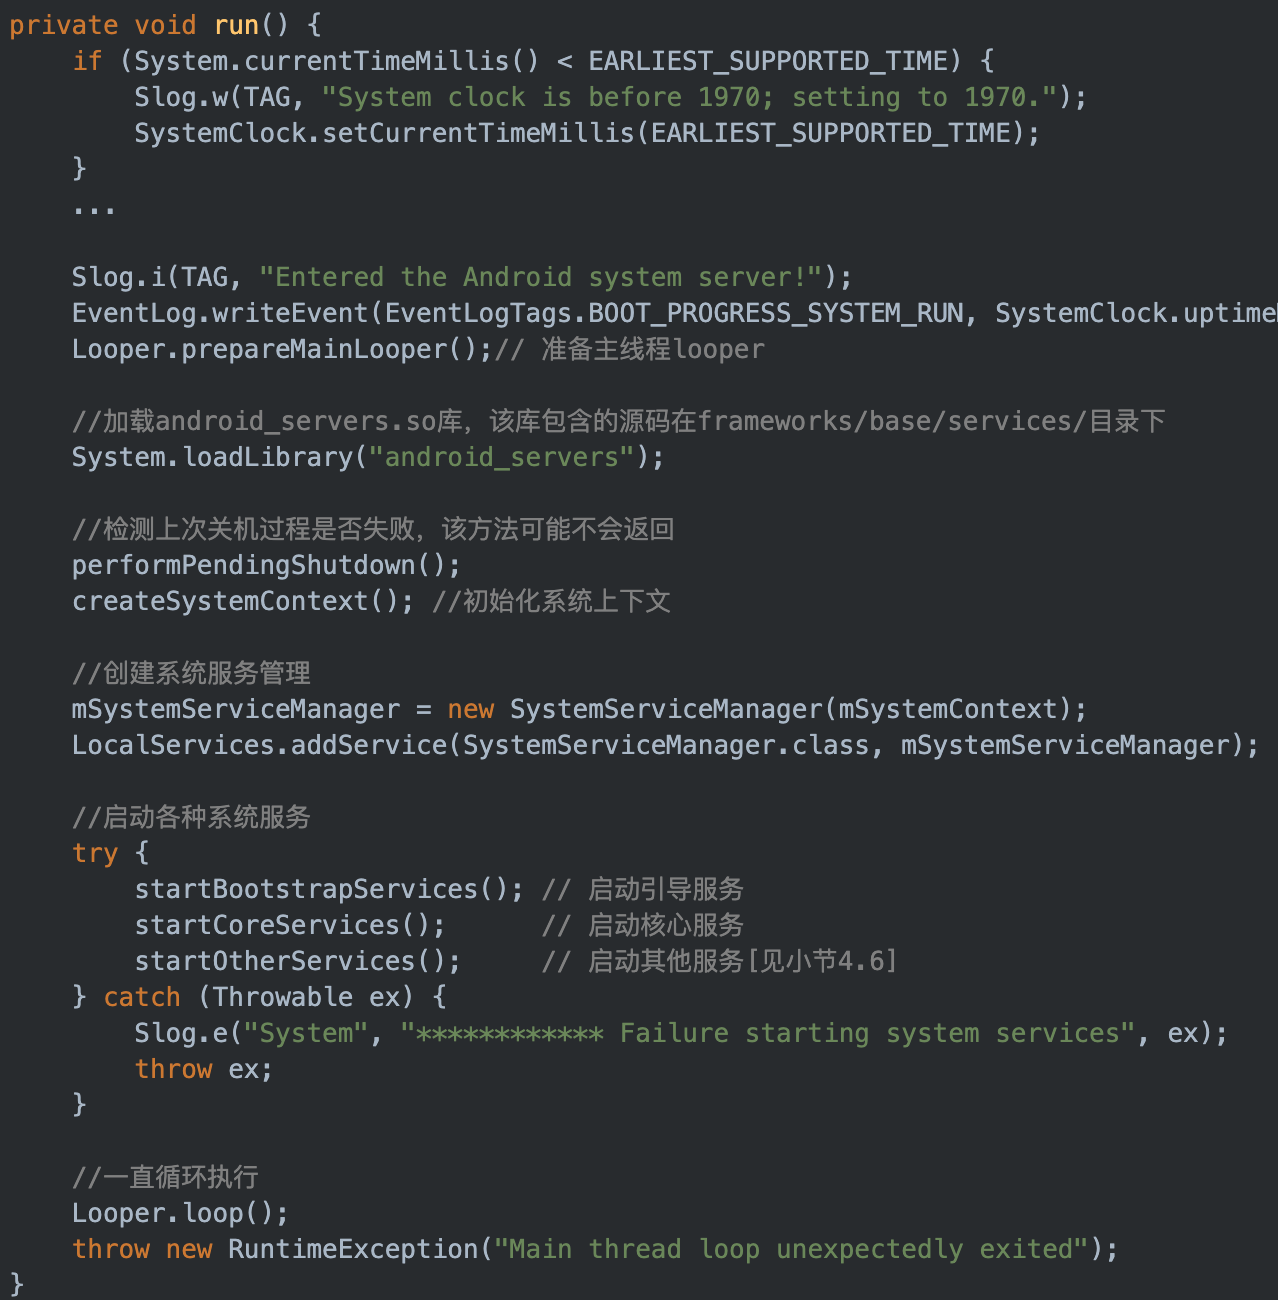 private void run() {
    if (System.currentTimeMillis() < EARLIEST_SUPPORTED_TIME) {
        Slog.w(TAG, "System clock is before 1970; setting to 1970.");
        SystemClock.setCurrentTimeMillis(EARLIEST_SUPPORTED_TIME);
    }
    ...

    Slog.i(TAG, "Entered the Android system server!");
    EventLog.writeEvent(EventLogTags.BOOT_PROGRESS_SYSTEM_RUN, SystemClock.uptime
    Looper.prepareMainLooper();// 准备主线程looper

    //加载android_servers.so库，该库包含的源码在frameworks/base/services/目录下
    System.loadLibrary("android_servers");

    //检测上次关机过程是否失败，该方法可能不会返回
    performPendingShutdown();
    createSystemContext(); //初始化系统上下文

    //创建系统服务管理
    mSystemServiceManager = new SystemServiceManager(mSystemContext);
    LocalServices.addService(SystemServiceManager.class, mSystemServiceManager);

    //启动各种系统服务
    try {
        startBootstrapServices(); // 启动引导服务
        startCoreServices();      // 启动核心服务
        startOtherServices();     // 启动其他服务[见小节4.6]
    } catch (Throwable ex) {
        Slog.e("System", "************ Failure starting system services", ex);
        throw ex;
    }

    //一直循环执行
    Looper.loop();
    throw new RuntimeException("Main thread loop unexpectedly exited");
}